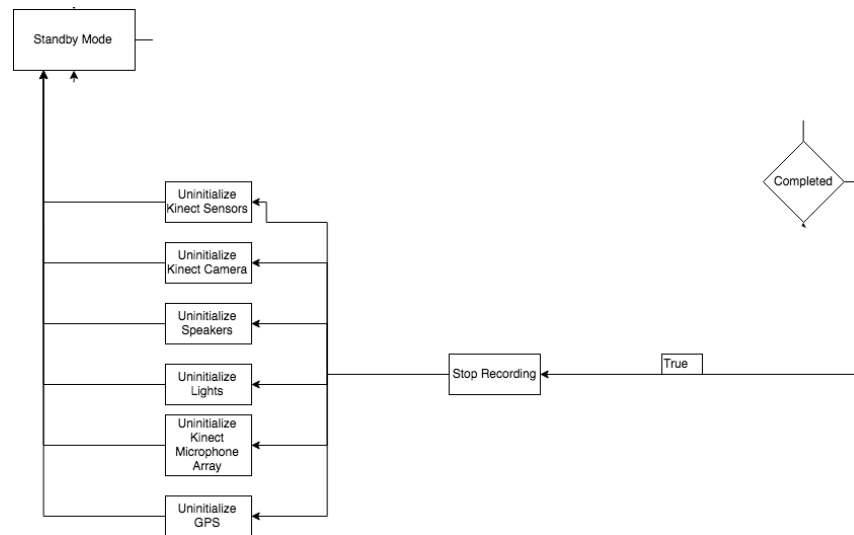 Standby Mode
Completed
Uninitialize
Kinect Sensors
Uninitialize
Kinect Camera
Uninitialize
Speakers
Stop Recording
True
Uninitialize
Lights
Uninitialize
Kinect
Microphone
Array
Uninitialize
GPS